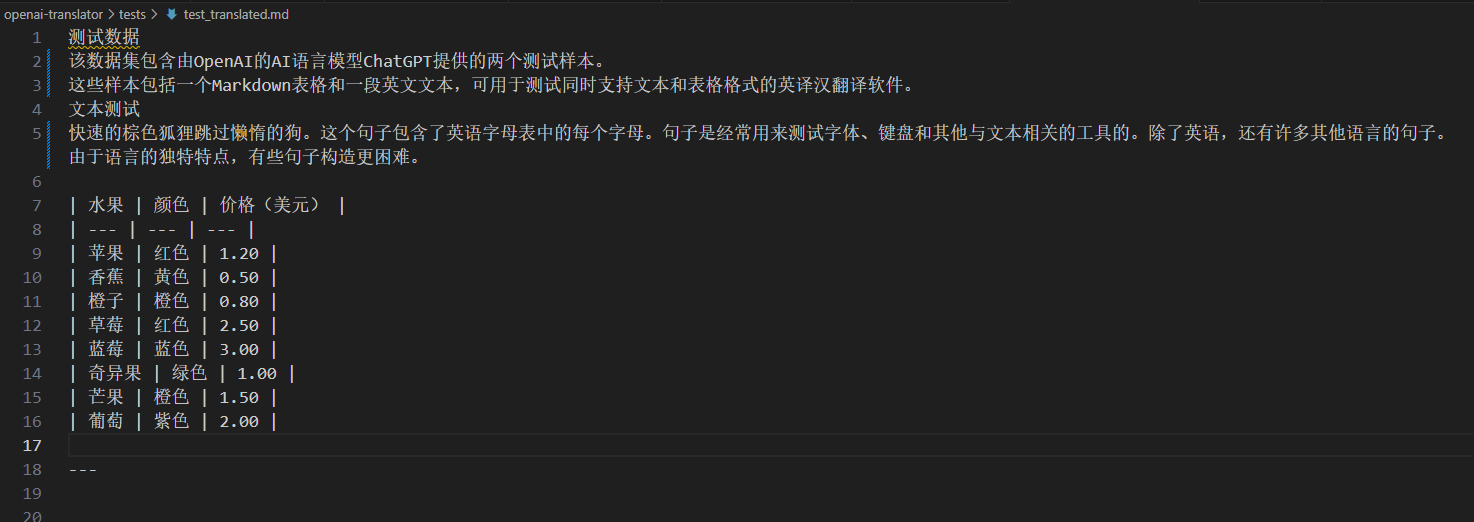 openai-translator > tests > test_translated.md
1 测试数据
2 该数据集包含由OpenAI的AI语言模型ChatGPT提供的两个测试样本。
3 这些样本包括一个Markdown表格和一段英文文本，可用于测试同时支持文本和表格格式的英译汉翻译软件。
4 文本测试
5 快速的棕色狐狸跳过懒惰的狗。这个句子包含了英语字母表中的每个字母。句子是经常用来测试字体、键盘和其他与文本相关的工具的。除了英语，还有许多其他语言的句子。
由于语言的独特特点，有些句子构造更困难。
6
7 | 水果 | 颜色 | 价格（美元） |
8 | --- | --- | --- |
9 | 苹果 | 红色 | 1.20 |
10 | 香蕉 | 黄色 | 0.50 |
11 | 橙子 | 橙色 | 0.80 |
12 | 草莓 | 红色 | 2.50 |
13 | 蓝莓 | 蓝色 | 3.00 |
14 | 奇异果 | 绿色 | 1.00 |
15 | 芒果 | 橙色 | 1.50 |
16 | 葡萄 | 紫色 | 2.00 |
17
18 ---
19
20